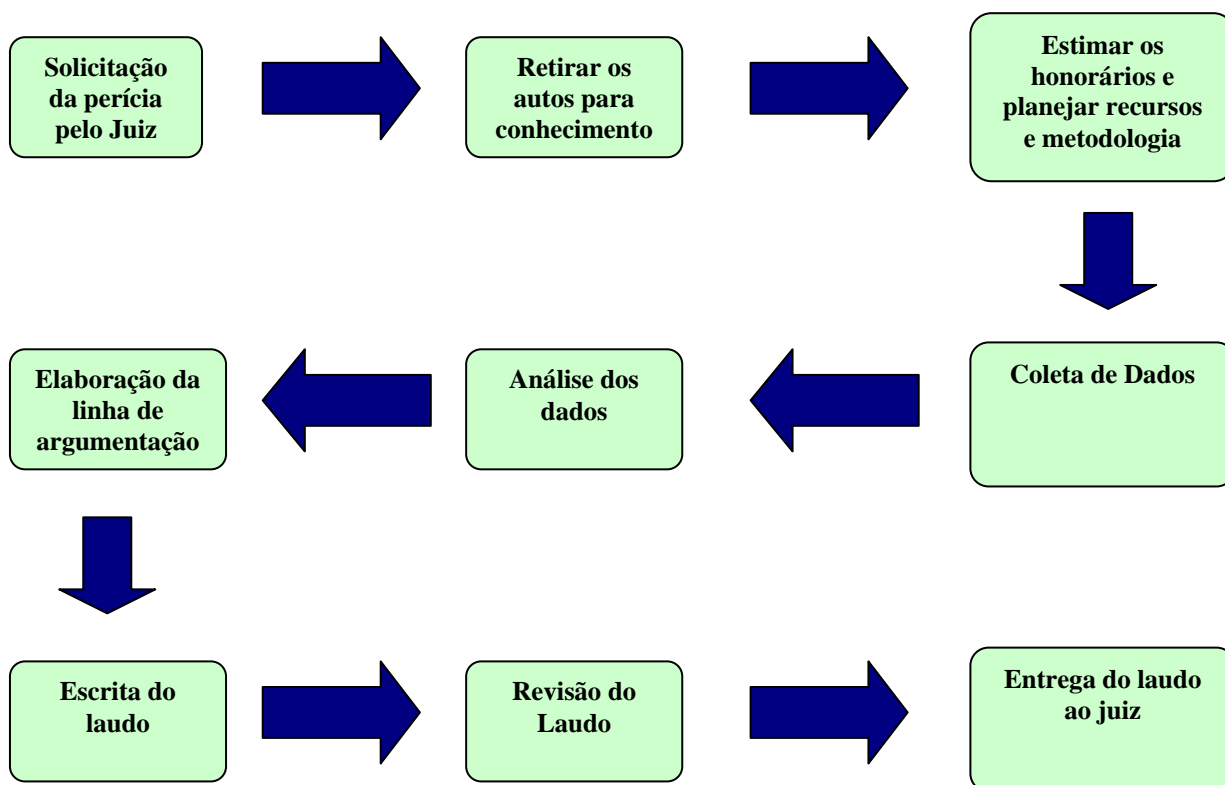 Solicitação
da perícia
pelo Juiz
Retirar os
autos para
conhecimento
Estimar os
honorários e
planejar recursos
e metodologia
Coleta de Dados
Análise dos
dados
Elaboração da
linha de
argumentação
Escrita do
laudo
Revisão do
Laudo
Entrega do laudo
ao juiz